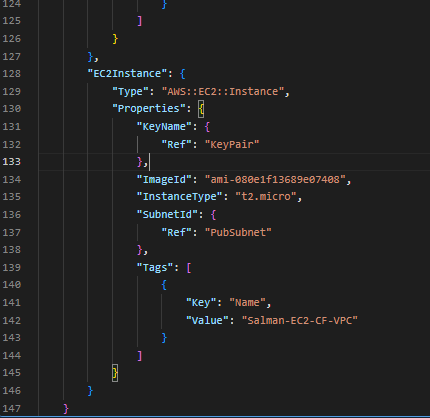 124 }
125 ]
126 }
127 },
128 "EC2Instance": {
129 "Type": "AWS::EC2::Instance",
130 "Properties": {
131 "KeyName": {
132 "Ref": "KeyPair"
133 },
134 "ImageId": "ami-080e1f13689e07408",
135 "InstanceType": "t2.micro",
136 "SubnetId": {
137 "Ref": "PubSubnet"
138 },
139 "Tags": [
140 {
141 "Key": "Name",
142 "Value": "Salman-EC2-CF-VPC"
143 }
144 ]
145 }
146 }
147 }